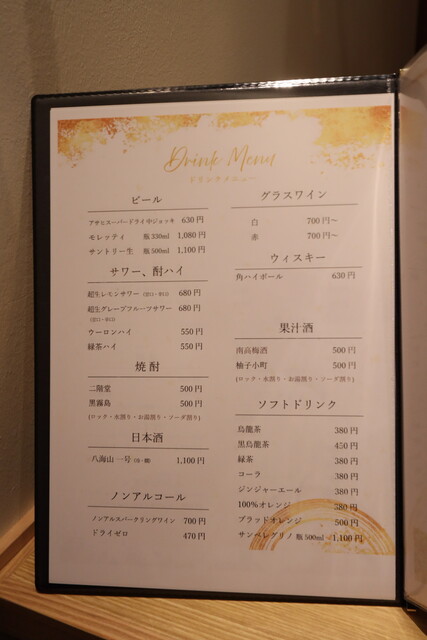 Drink Menu
ドリンクメニュー
ビール
アサヒスーパードライ中ジョッキ 630円
モレッティ 瓶330ml 1,080円
サントリー生 瓶500ml 1,100円
サワー、酎ハイ
超生レモンサワー (甘口・辛口) 680円
超生グレープフルーツサワー 680円
(甘口・辛口)
ウーロンハイ 550円
緑茶ハイ 550円
焼酎
二階堂 500円
黒霧島 500円
(ロック・水割り・お湯割り・ソーダ割り)
日本酒
八海山 一号 1,100円
ノンアルコール
ノンアルスパークリングワイン 700円
ドライゼロ 470円
グラスワイン
白 700円〜
赤 700円〜
ウィスキー
角ハイボール 630円
果汁酒
南高梅酒 500円
柚子小町 500円
(ロック・水割り・お湯割り・ソーダ割り)
ソフトドリンク
烏龍茶 380円
黒烏龍茶 450円
緑茶 380円
コーラ 380円
ジンジャーエール 380円
100%オレンジ 380円
ブラッドオレンジ 500円
サンペレグリノ 瓶500ml 1,100円